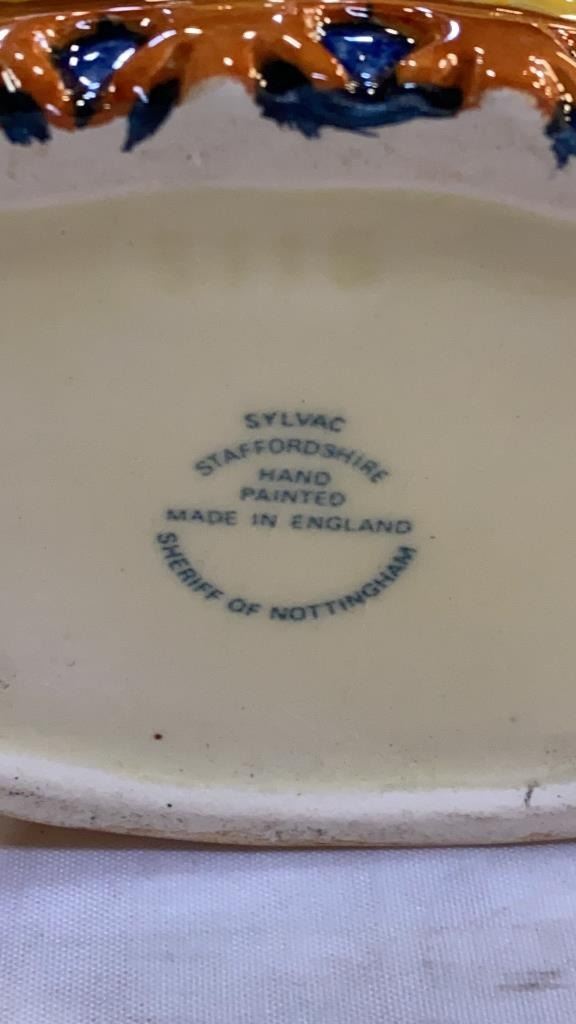 SYLVAC
STAFFORDSHIRE
HAND
PAINTED
MADE IN ENGLAND
SHERIFF OF NOTTINGHAM